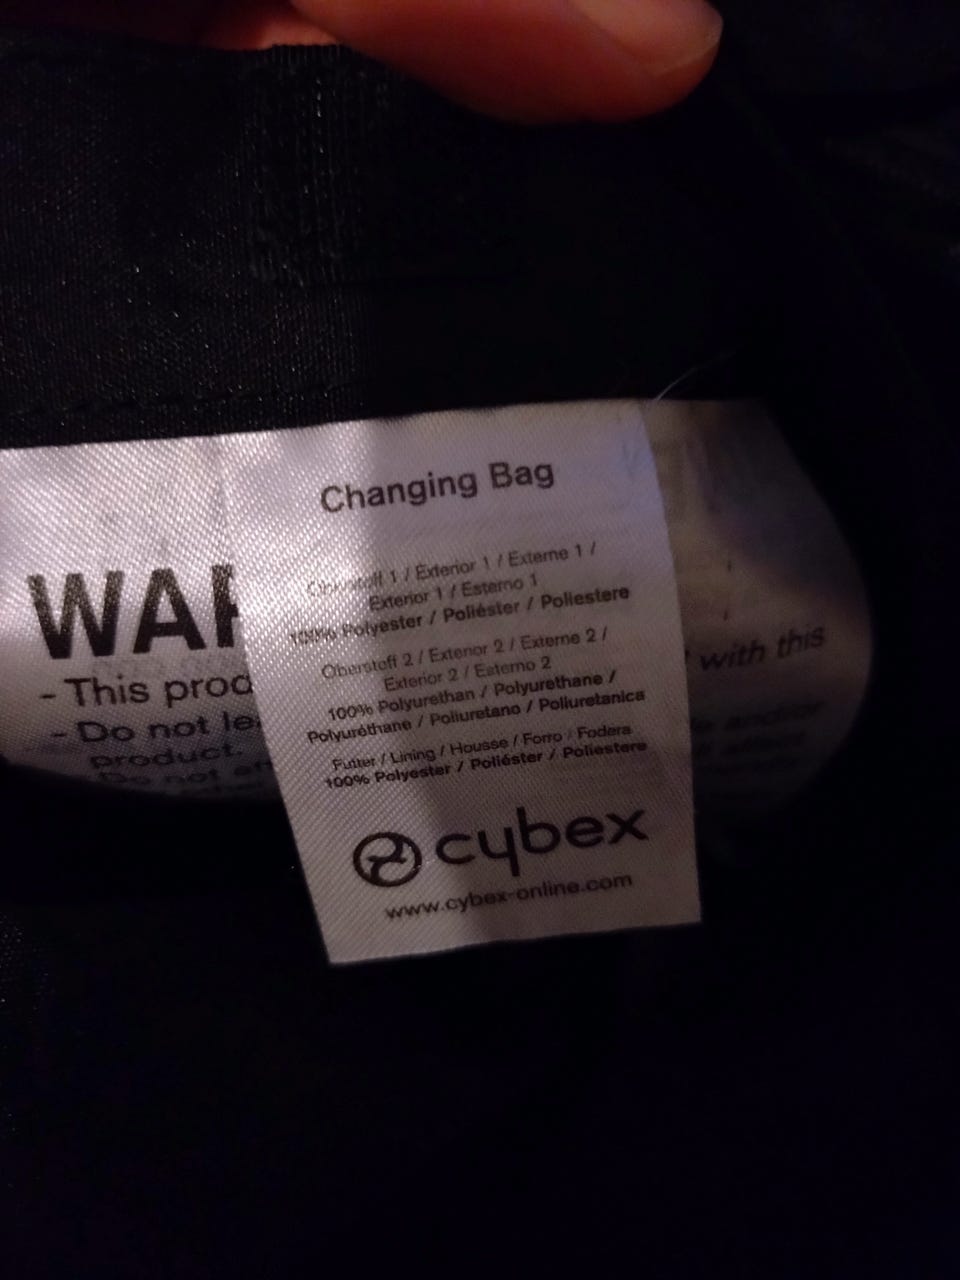 Changing Bag
Oberstoff 1 / Exterior 1 / Externe 1 /
Exterior 1 / Esterno 1
100% Polyester / Poliéster / Poliestere
Oberstoff 2 / Exterior 2 / Externe 2 /
Exterior 2 / Esterno 2
100% Polyurethan / Polyurethane /
Polyuréthane / Poliuretano / Poliuretanica
Futter / Lining / Housse / Forro / Fodera
100% Polyester / Poliéster / Poliestere
cybex
www.cybex-online.com
WAR
- This prod
- Do not le
product.
Do not
with this